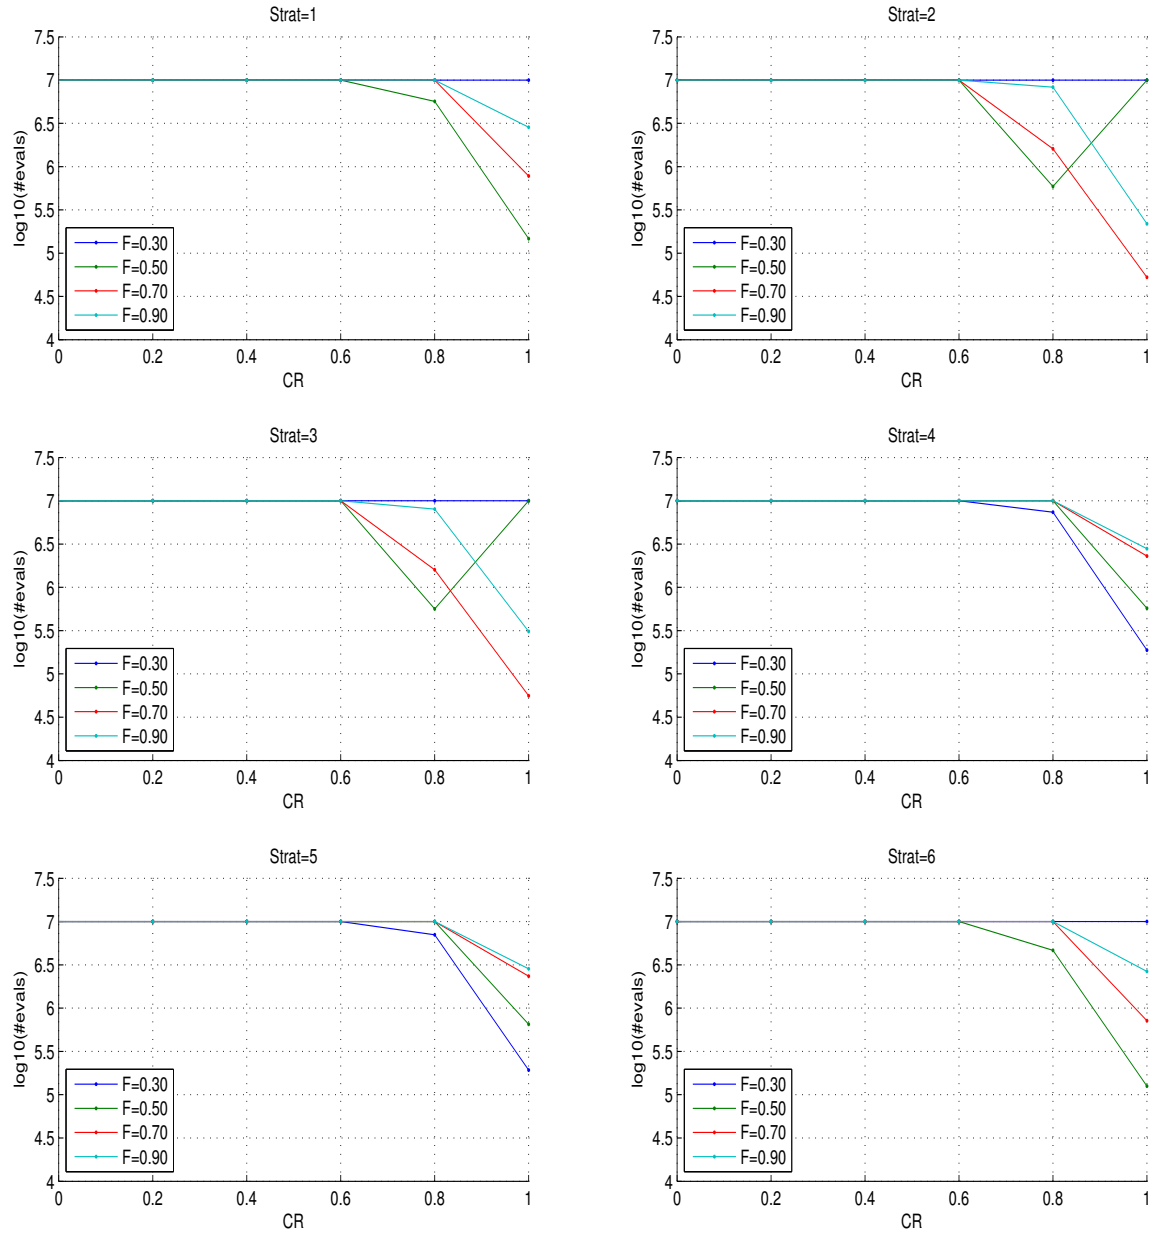 Strat=1
7.5
7
6.5
6
5.5
5
4.5
4
log10(#evals)
F=0.30
F=0.50
F=0.70
F=0.90
0 0.2 0.4 0.6 0.8 1
CR
Strat=2
7.5
7
6.5
6
5.5
5
4.5
4
log10(#evals)
F=0.30
F=0.50
F=0.70
F=0.90
0 0.2 0.4 0.6 0.8 1
CR
Strat=3
7.5
7
6.5
6
5.5
5
4.5
4
log10(#evals)
F=0.30
F=0.50
F=0.70
F=0.90
0 0.2 0.4 0.6 0.8 1
CR
Strat=4
7.5
7
6.5
6
5.5
5
4.5
4
log10(#evals)
F=0.30
F=0.50
F=0.70
F=0.90
0 0.2 0.4 0.6 0.8 1
CR
Strat=5
7.5
7
6.5
6
5.5
5
4.5
4
log10(#evals)
F=0.30
F=0.50
F=0.70
F=0.90
0 0.2 0.4 0.6 0.8 1
CR
Strat=6
7.5
7
6.5
6
5.5
5
4.5
4
log10(#evals)
F=0.30
F=0.50
F=0.70
F=0.90
0 0.2 0.4 0.6 0.8 1
CR